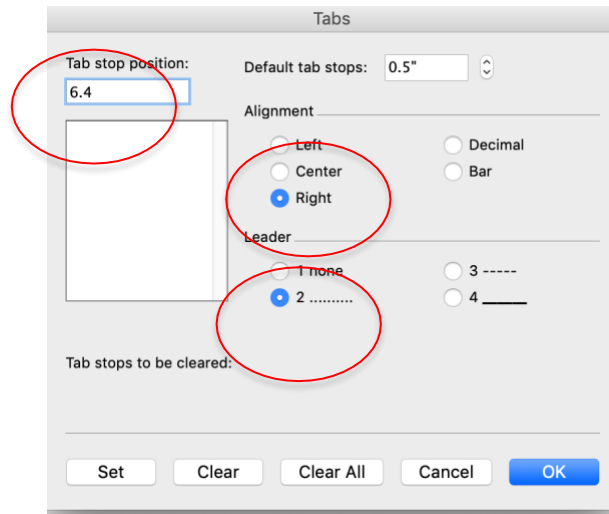 Tabs
Tab stop position:
Default tab stops: 0.5"
6.4
Alignment
Left
Decimal
Center
Bar
Right
Leader
1 none
3 -----
2 ..........
4 ______
Tab stops to be cleared:
Set Clear Clear All Cancel OK